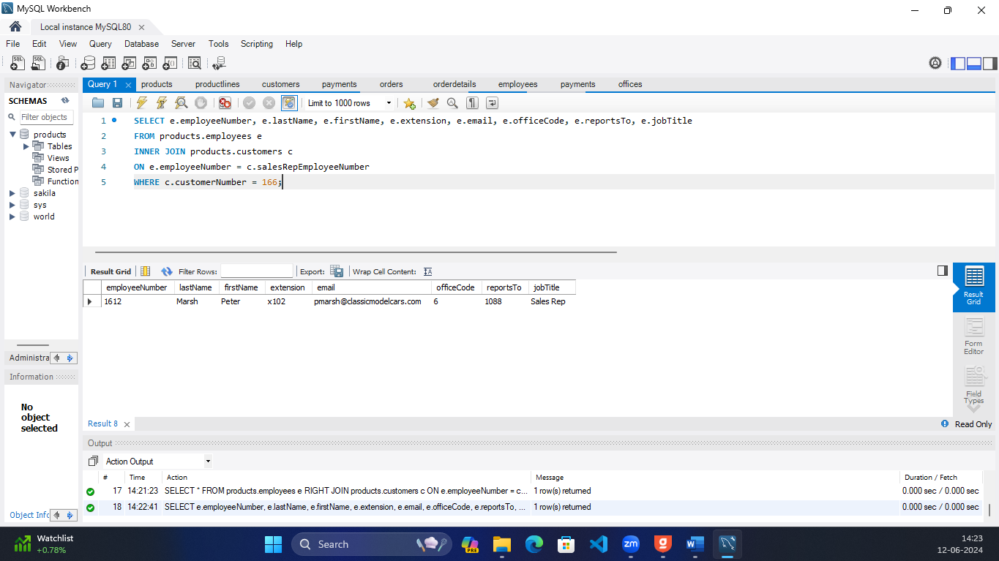 MySQL Workbench
Local instance MySQL80
File Edit View Query Database Server Tools Scripting Help
Navigator
SCHEMAS
Filter objects
products
Tables
Views
Stored P
Function
sakila
sys
world
Administra
Information
No
object
selected
Object Info
Query 1 products productlines customers payments orders orderdetails employees payments offices
Limit to 1000 rows
1 SELECT e.employeeNumber, e.lastName, e.firstName, e.extension, e.email, e.officeCode, e.reportsTo, e.jobTitle
2 FROM products.employees e
3 INNER JOIN products.customers c
4 ON e.employeeNumber = c.salesRepEmployeeNumber
5 WHERE c.customerNumber = 166;
Result Grid Filter Rows: Export: Wrap Cell Content:
employeeNumber lastName firstName extension email officeCode reportsTo jobTitle
1612 Marsh Peter x102 pmarsh@classicmodelcars.com 6 1088 Sales Rep
Result
Grid
Form
Editor
Field
Types
Result 8
Read Only
Output
Action Output
# Time Action Message Duration / Fetch
17 14:21:23 SELECT * FROM products.employees e RIGHT JOIN products.customers c ON e.employeeNumber = c... 1 row(s) returned 0.000 sec / 0.000 sec
18 14:22:41 SELECT e.employeeNumber, e.lastName, e.firstName, e.extension, e.email, e.officeCode, e.reportsTo, ... 1 row(s) returned 0.000 sec / 0.000 sec
Watchlist
+0.78%
Search
PRE
zm
14:23
12-06-2024